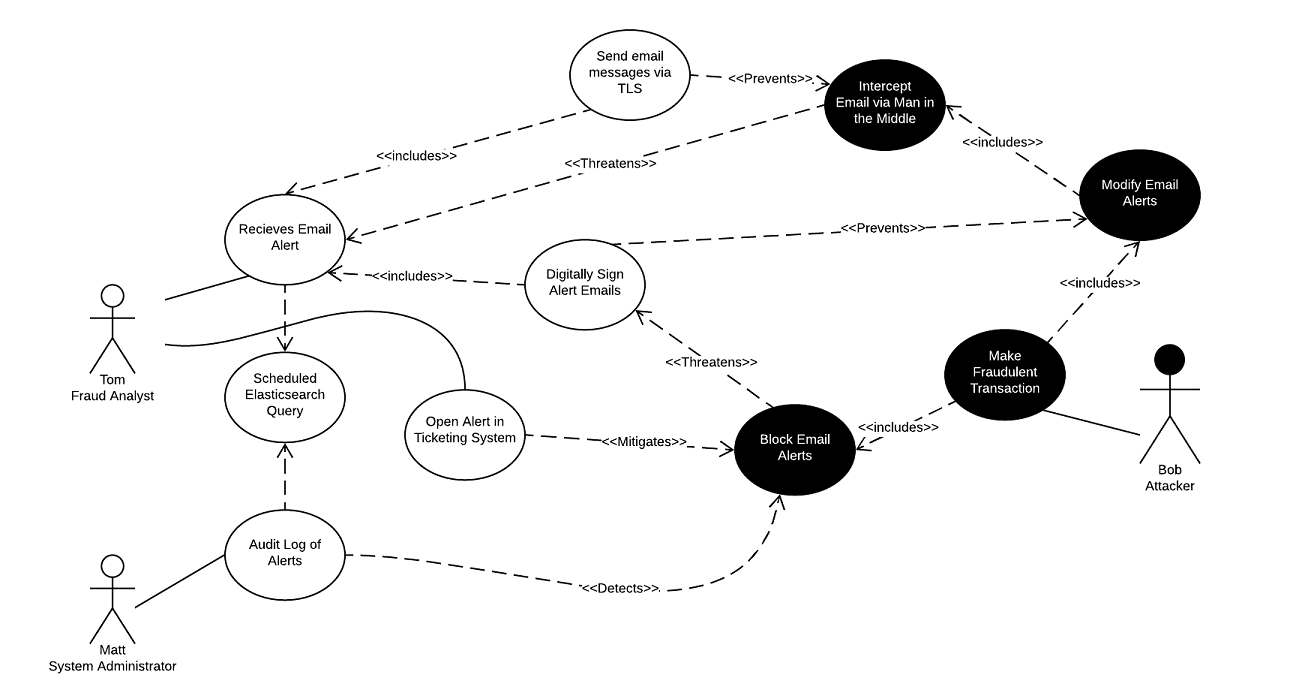 Send email
messages via
TLS
<<Prevents>>
Intercept
Email via Man in
the Middle
<<includes>>
<<Threatens>>
<<includes>>
Modify Email
Alerts
Recieves Email
Alert
<<Prevents>>
<<includes>>
Digitally Sign
Alert Emails
<<includes>>
Tom
Fraud Analyst
Scheduled
Elasticsearch
Query
<<Threatens>>
Make
Fraudulent
Transaction
Open Alert in
Ticketing System
<<Mitigates>>
Block Email
Alerts
<<includes>>
Bob
Attacker
Audit Log of
Alerts
<<Detects>>
Matt
System Administrator